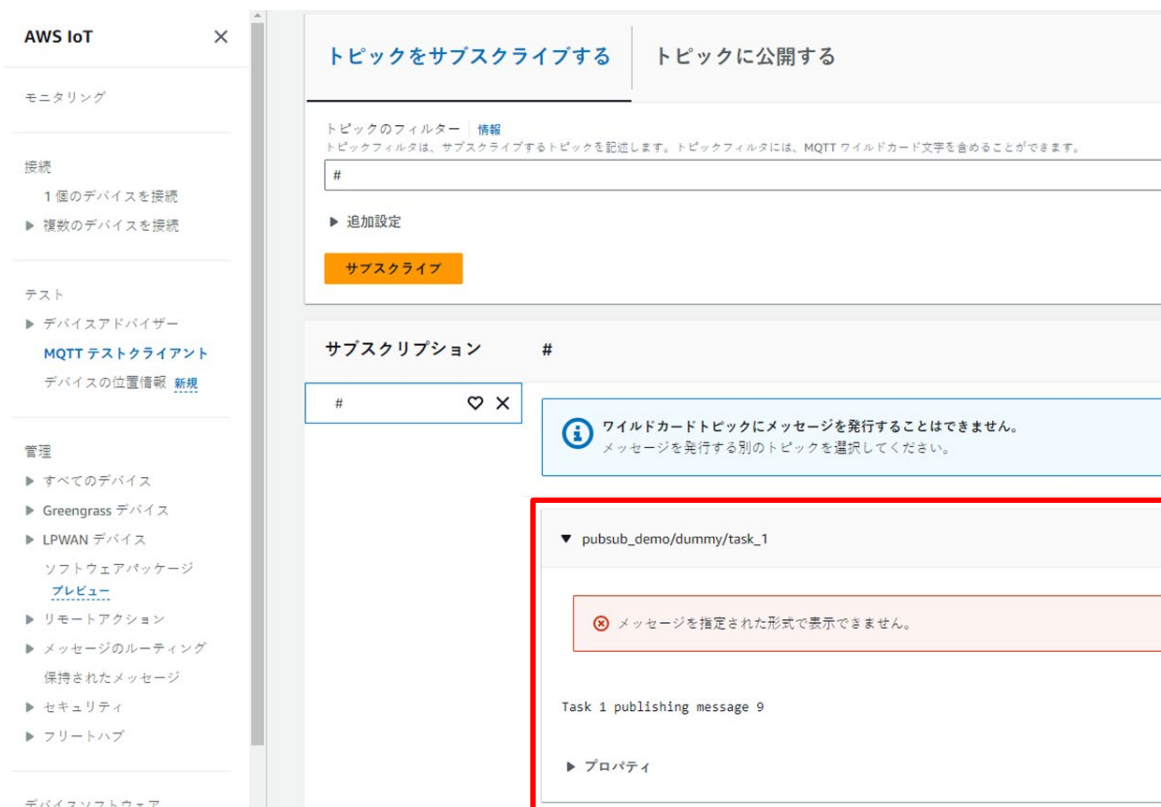 AWS IoT
モニタリング
接続
1 個のデバイスを接続
複数のデバイスを接続
テスト
デバイスアドバイザー
MQTT テストクライアント
デバイスの位置情報 新規
管理
すべてのデバイス
Greengrass デバイス
LPWAN デバイス
ソフトウェアパッケージ
プレビュー
リモートアクション
メッセージのルーティング
保持されたメッセージ
セキュリティ
フリートハブ
デバイスソフトウェア
トピックをサブスクライブする
トピックに公開する
トピックのフィルター 情報
トピックフィルタは、サブスクライブするトピックを記述します。トピックフィルタには、MQTT ワイルドカード文字を含めることができます。
#
追加設定
サブスクライブ
サブスクリプション
#
#
ワイルドカードトピックにメッセージを発行することはできません。
メッセージを発行する別のトピックを選択してください。
pubsub_demo/dummy/task_1
メッセージを指定された形式で表示できません。
Task 1 publishing message 9
プロパティ